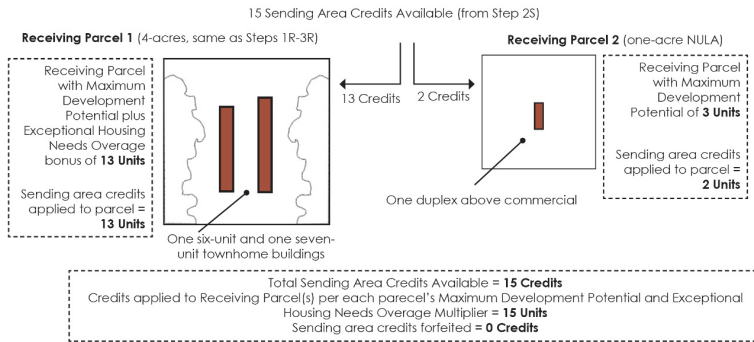 15 Sending Area Credits Available (from Step 2S)
Receiving Parcel 1 (4-acres, same as Steps 1R-3R)
Receiving Parcel
with Maximum
Development
Potential plus
Exceptional Housing
Needs Overage
bonus of 13 Units
Sending area credits
applied to parcel =
13 Units
13 Credits
2 Credits
One six-unit and one seven-
unit townhome buildings
Receiving Parcel 2 (one-acre NULA)
Receiving Parcel
with Maximum
Development
Potential of 3 Units
Sending area credits
applied to parcel =
2 Units
One duplex above commercial
Total Sending Area Credits Available = 15 Credits
Credits applied to Receiving Parcel(s) per each parecel's Maximum Development Potential and Exceptional
Housing Needs Overage Multiplier = 15 Units
Sending area credits forfeited = 0 Credits